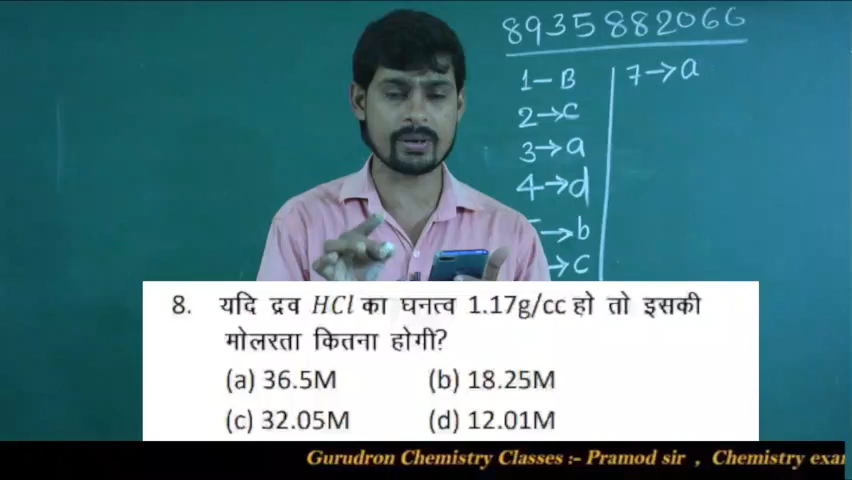 8935882066
1- B
2→c
3→a
4→d
→b
→c
7→a
8. यदि द्रव HCl का घनत्व 1.17g/cc हो तो इसकी
मोलरता कितना होगी?
(a) 36.5M (b) 18.25M
(c) 32.05M (d) 12.01M
Gurudron Chemistry Classes :- Pramod sir , Chemistry exa